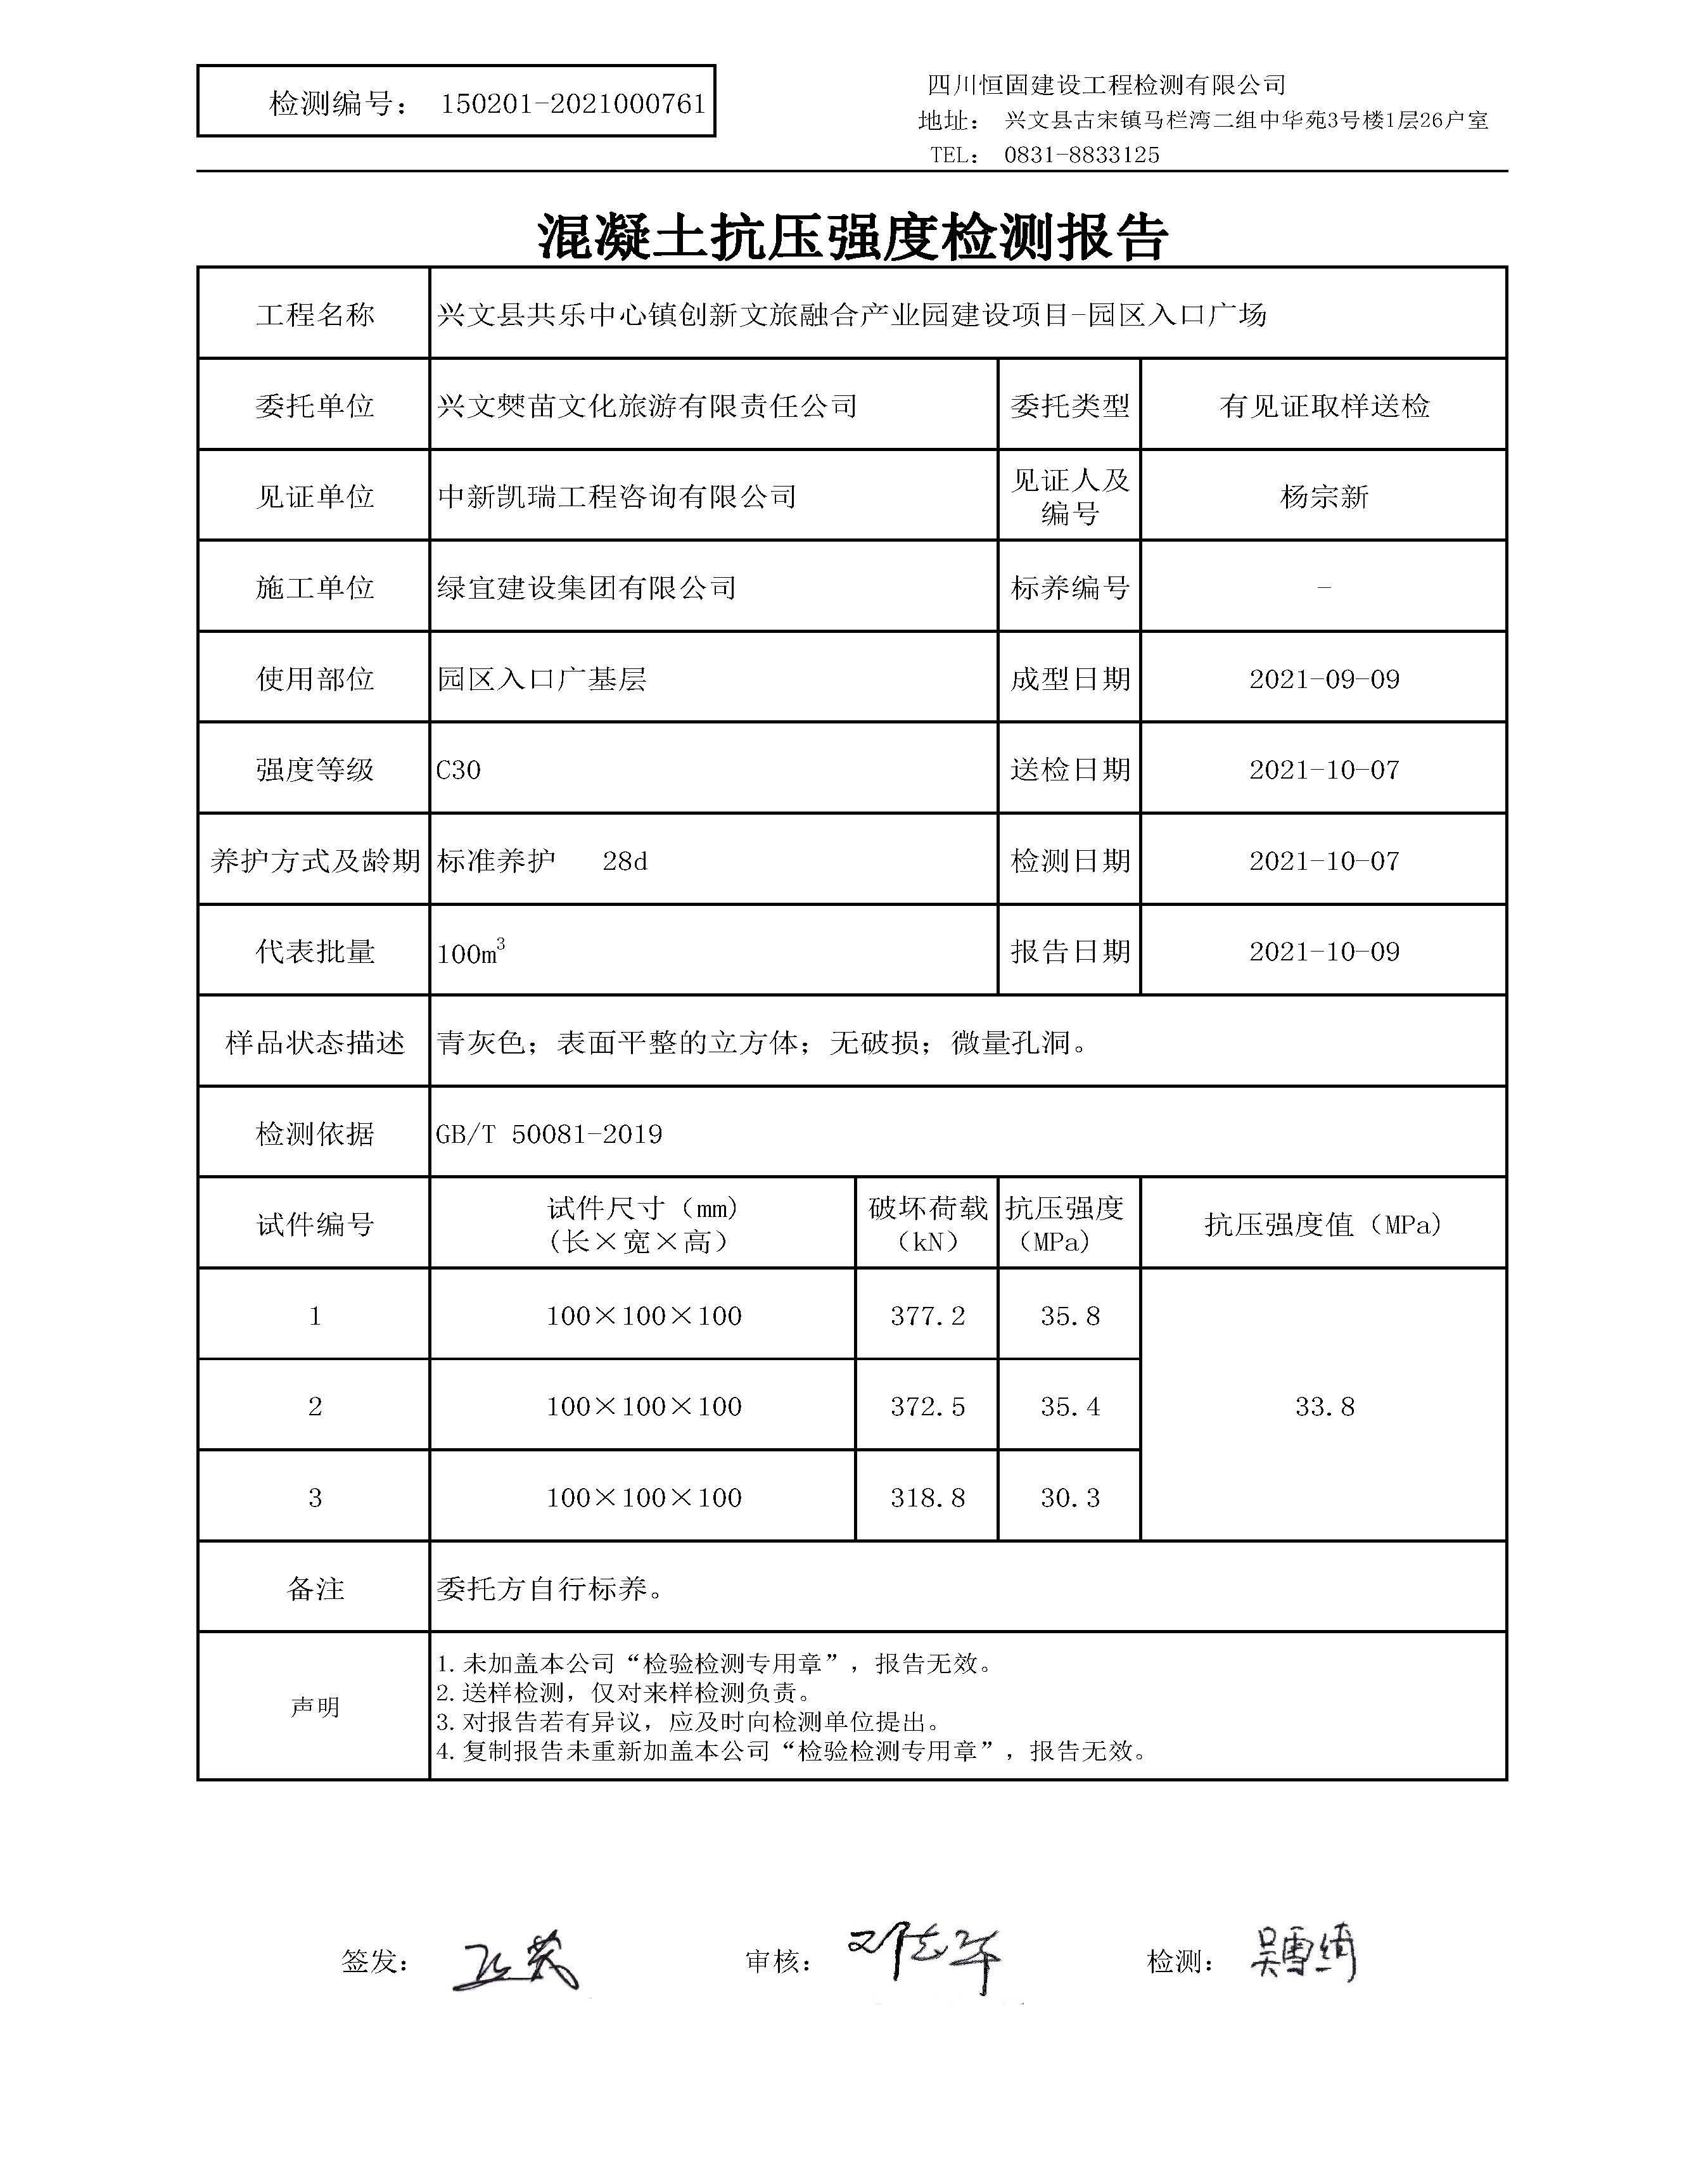 检测编号： 150201-2021000761
四川恒固建设工程检测有限公司
地址： 兴文县古宋镇马栏湾二组中华苑3号楼1层26户室
TEL： 0831-8833125
混凝土抗压强度检测报告
工程名称 兴文县共乐中心镇创新文旅融合产业园建设项目-园区入口广场
委托单位 兴文僰苗文化旅游有限责任公司 委托类型 有见证取样送检
见证单位 中新凯瑞工程咨询有限公司 见证人及编号 杨宗新
施工单位 绿宜建设集团有限公司 标养编号 -
使用部位 园区入口广基层 成型日期 2021-09-09
强度等级 C30 送检日期 2021-10-07
养护方式及龄期 标准养护 28d 检测日期 2021-10-07
代表批量 100m³ 报告日期 2021-10-09
样品状态描述 青灰色；表面平整的立方体；无破损；微量孔洞。
检测依据 GB/T 50081-2019
试件编号 试件尺寸（mm）(长×宽×高） 破坏荷载（kN） 抗压强度（MPa) 抗压强度值（MPa)
1 100×100×100 377.2 35.8
2 100×100×100 372.5 35.4 33.8
3 100×100×100 318.8 30.3
备注 委托方自行标养。
声明
1.未加盖本公司“检验检测专用章”，报告无效。
2.送样检测，仅对来样检测负责。
3.对报告若有异议，应及时向检测单位提出。
4.复制报告未重新加盖本公司“检验检测专用章”，报告无效。
签发： 审核： 检测： 吴雪绮